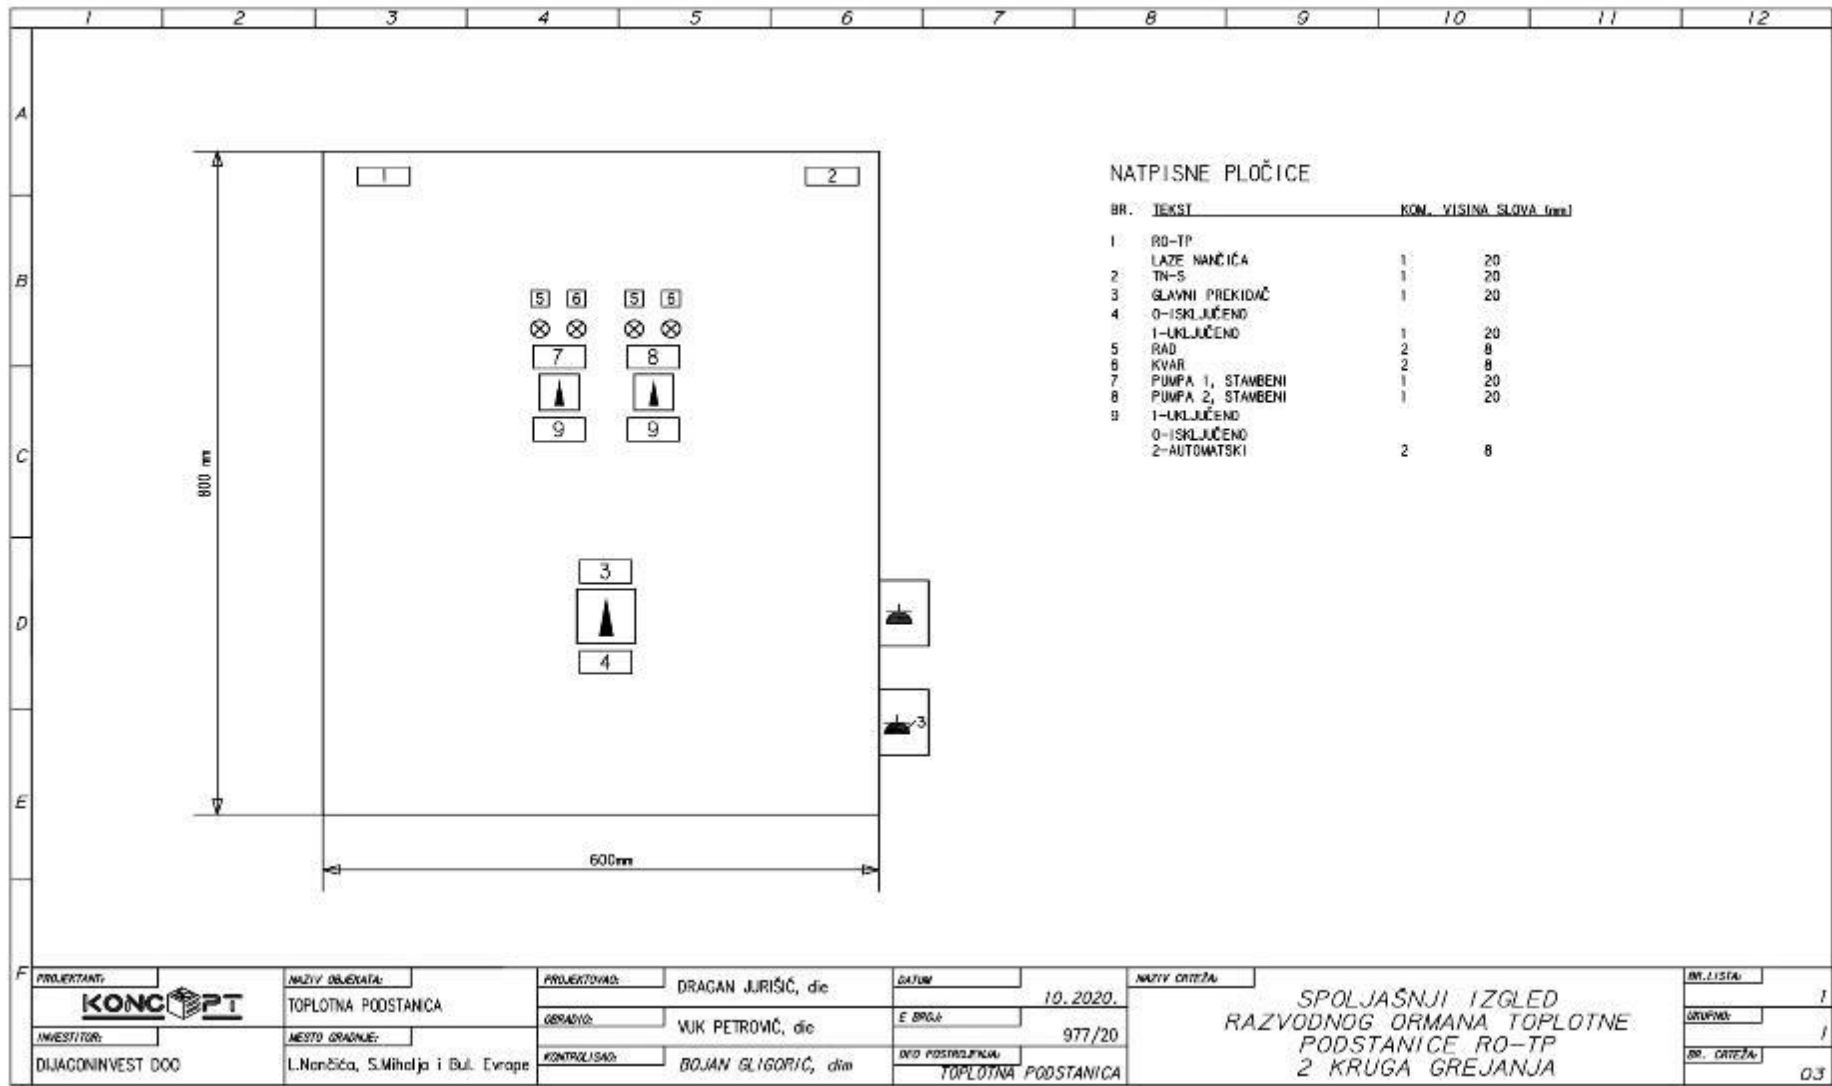 1 2 3 4 5 6 7 8 9 10 11 12
A
B
C
D
E
F
1 2
5 6 5 6
7 8
9 9
3
4
3
800 mm
600mm
NATPISNE PLOČICE
BR. TEKST KOM. VISINA SLOVA (mm)
1 RO-TP
LAZE NANČIĆA 1 20
2 TN-S 1 20
3 GLAVNI PREKIDAČ 1 20
4 0-ISKLJUČENO
1-UKLJUČENO 1 20
5 RAD 2 8
6 KVAR 2 8
7 PUMPA 1, STAMBENI 1 20
8 PUMPA 2, STAMBENI 1 20
9 1-UKLJUČENO
0-ISKLJUČENO
2-AUTOMATSKI 2 8
PROJEKTANT:
KONCEPT
INVESTITOR:
DIJAGONINVEST DOO
NAZIV OBJEKATA:
TOPLOTNA PODSTANICA
MESTO GRADNJE:
L.Nančića, S.Mihalja i Bul. Evrope
PROJEKTOVAO: DRAGAN JURIŠIĆ, die
OBRADIO: VUK PETROVIĆ, die
KONTROLISAO: BOJAN GLIGORIĆ, dim
DATUM 10.2020.
E BROJ: 977/20
DEO POSTROJENJA: TOPLOTNA PODSTANICA
NAZIV CRTEŽA:
SPOLJAŠNJI IZGLED
RAZVODNOG ORMANA TOPLOTNE
PODSTANICE RO-TP
2 KRUGA GREJANJA
BR.LISTA: 1
UKUPNO: 1
BR. CRTEŽA: 03